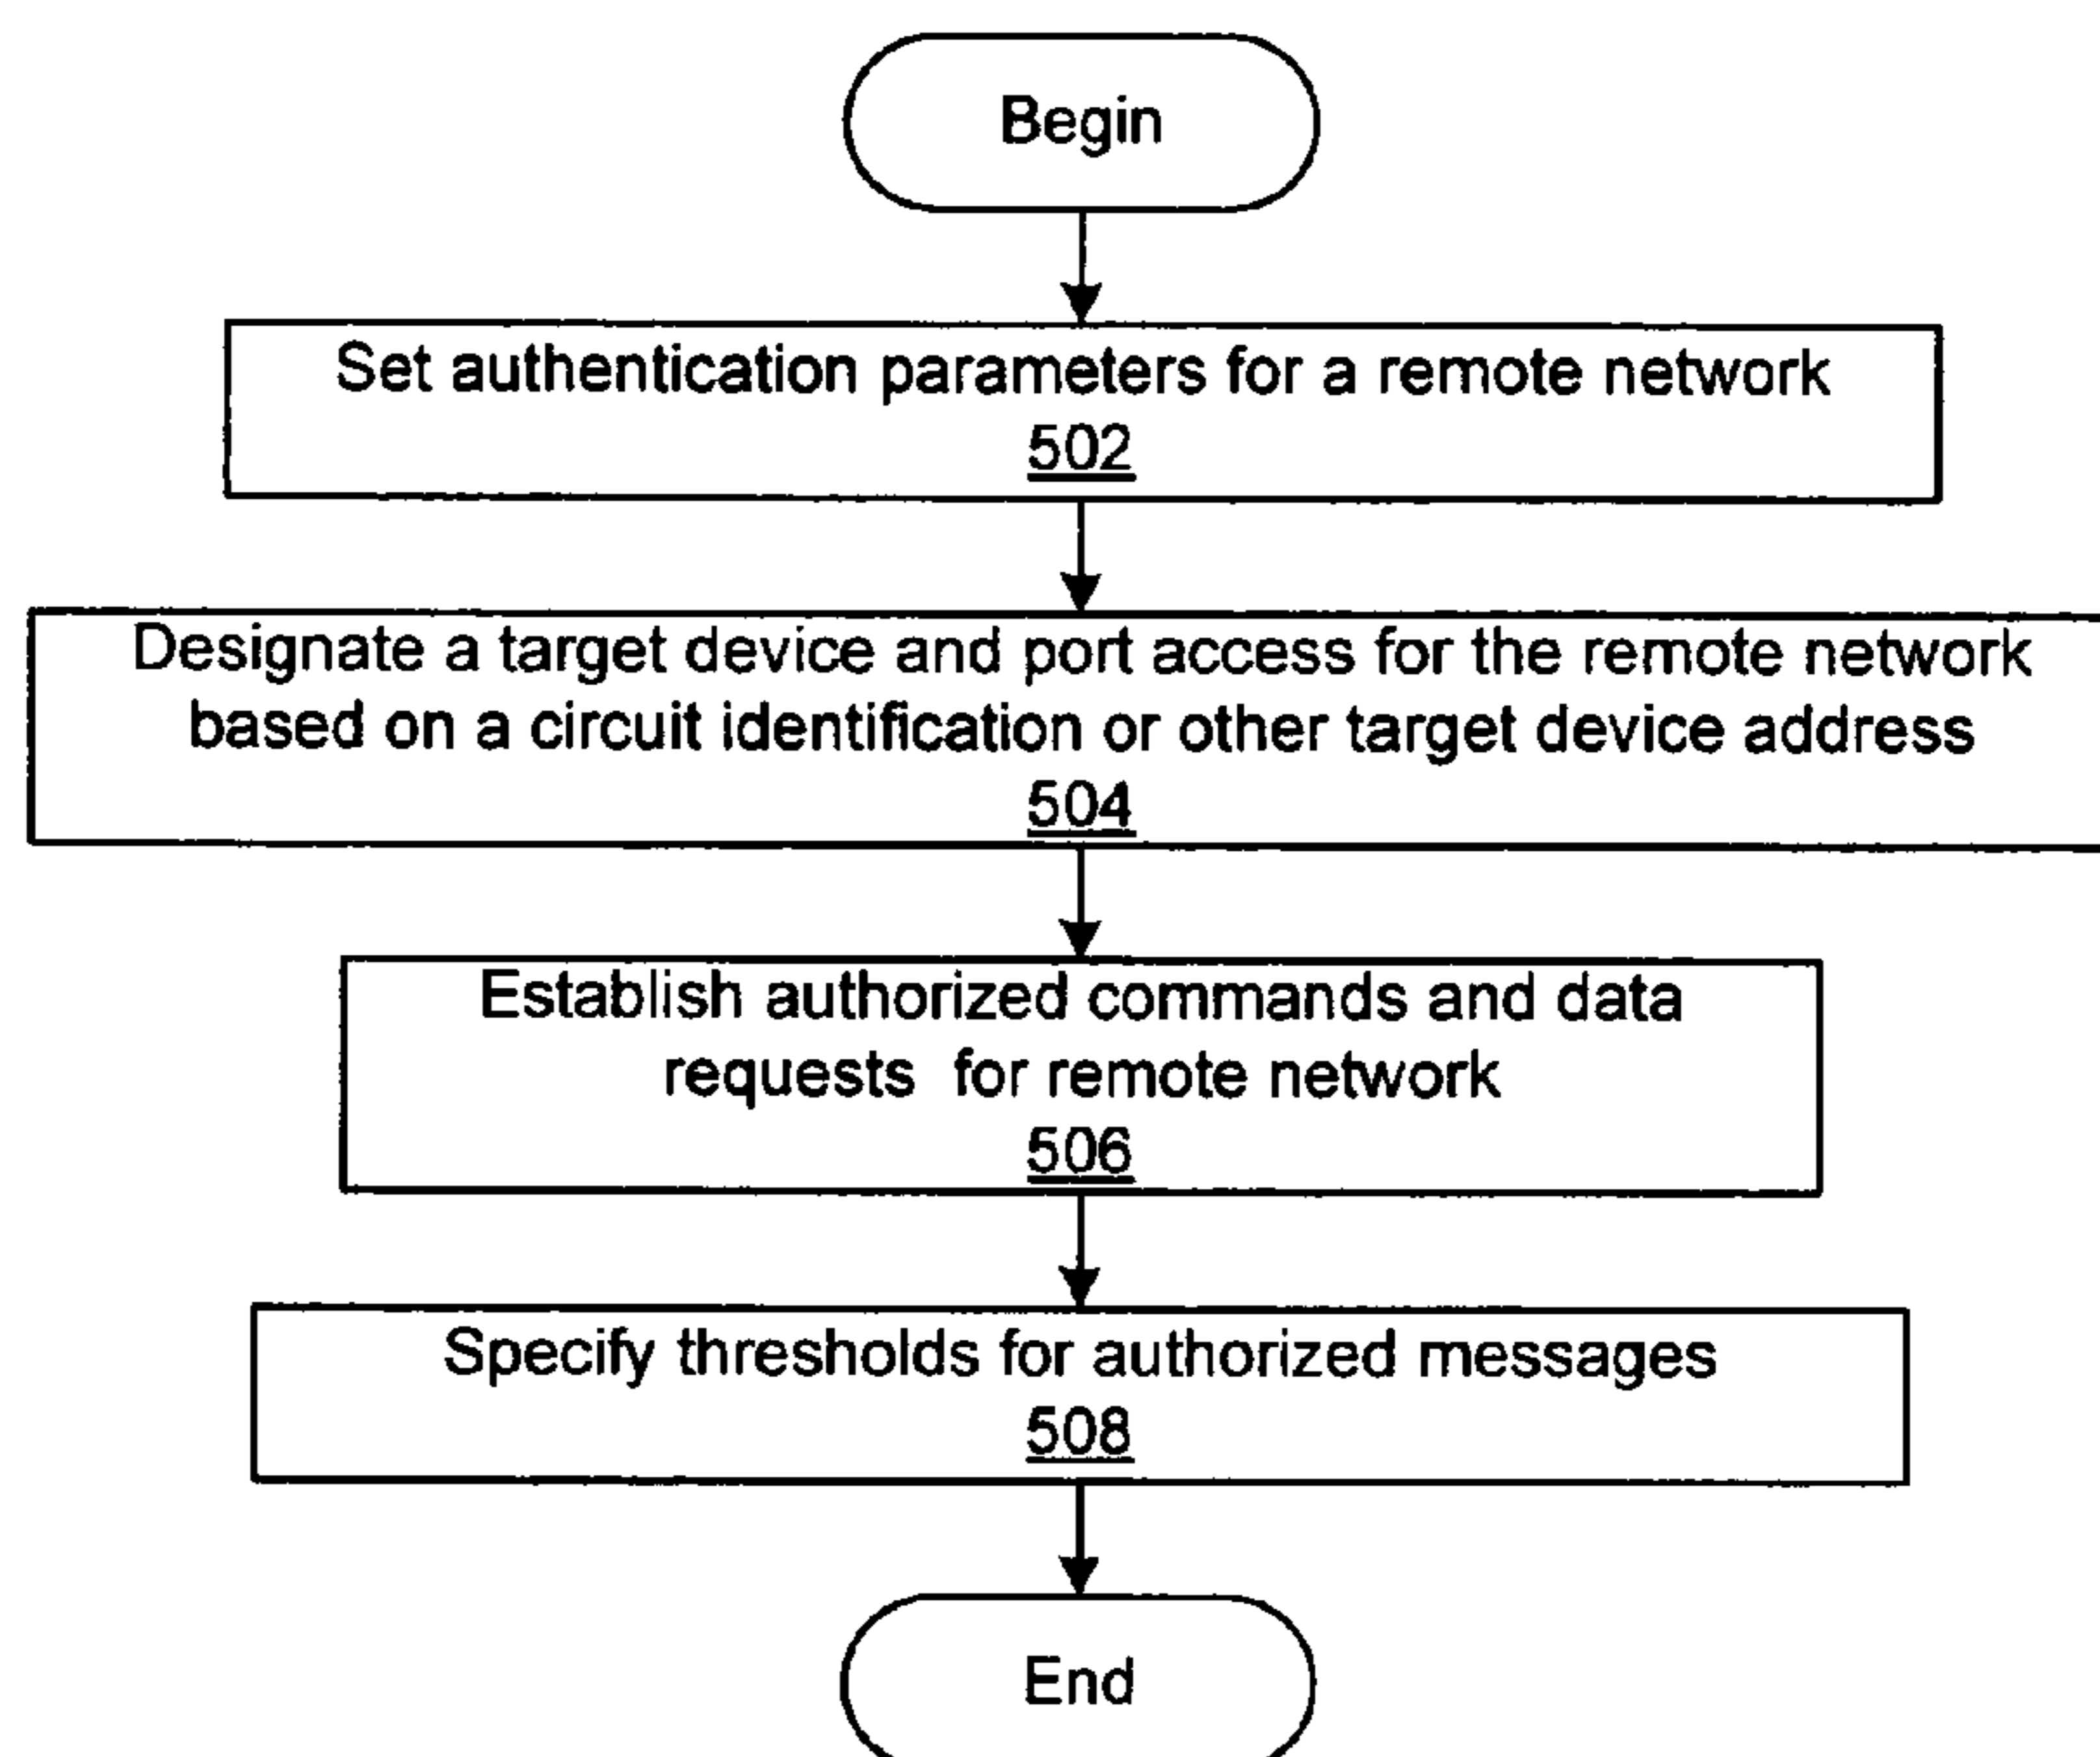 Begin
Set authentication parameters for a remote network
502
Designate a target device and port access for the remote network
based on a circuit identification or other target device address
504
Establish authorized commands and data
requests for remote network
506
Specify thresholds for authorized messages
508
End